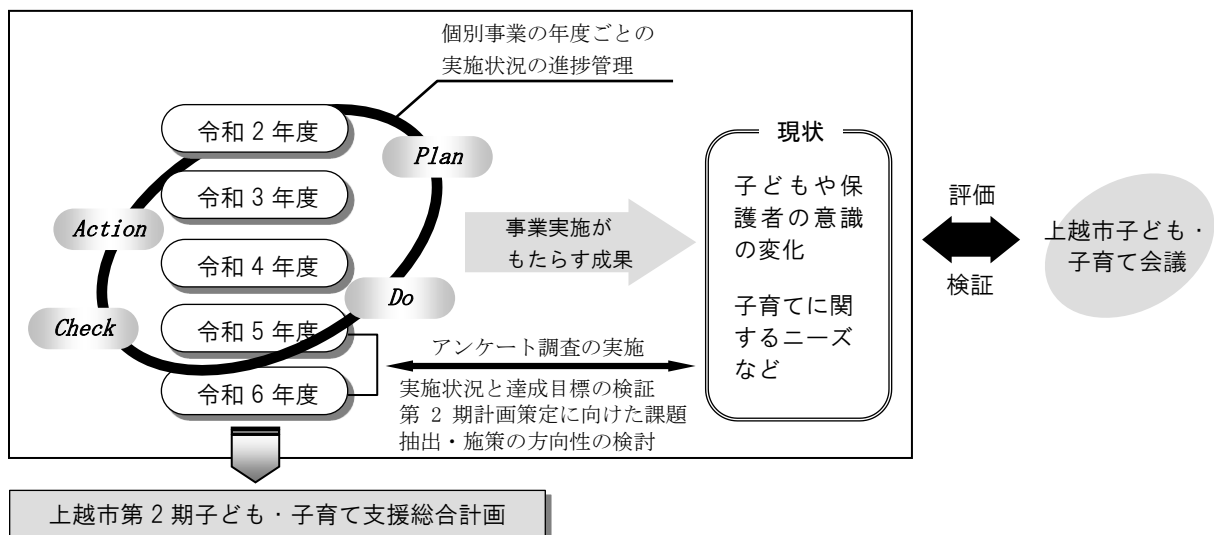 個別事業の年度ごとの
実施状況の進捗管理
令和2年度
令和3年度
令和4年度
令和5年度
令和6年度
Plan
Do
Check
Action
事業実施が
もたらす成果
現状
子どもや保
護者の意識
の変化
子育てに関
するニーズ
など
評価
検証
上越市子ども・
子育て会議
アンケート調査の実施
実施状況と達成目標の検証
第 2 期計画策定に向けた課題
抽出・施策の方向性の検討
上越市第2期子ども・子育て支援総合計画